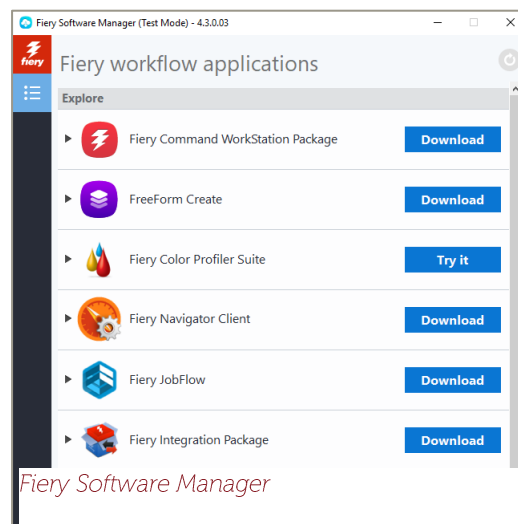 Fiery Software Manager (Test Mode) - 4.3.0.03
fiery
Fiery workflow applications
Explore
Fiery Command WorkStation Package
Download
FreeForm Create
Download
Fiery Color Profiler Suite
Try it
Fiery Navigator Client
Download
Fiery JobFlow
Download
Fiery Integration Package
Download
Fiery Software Manager